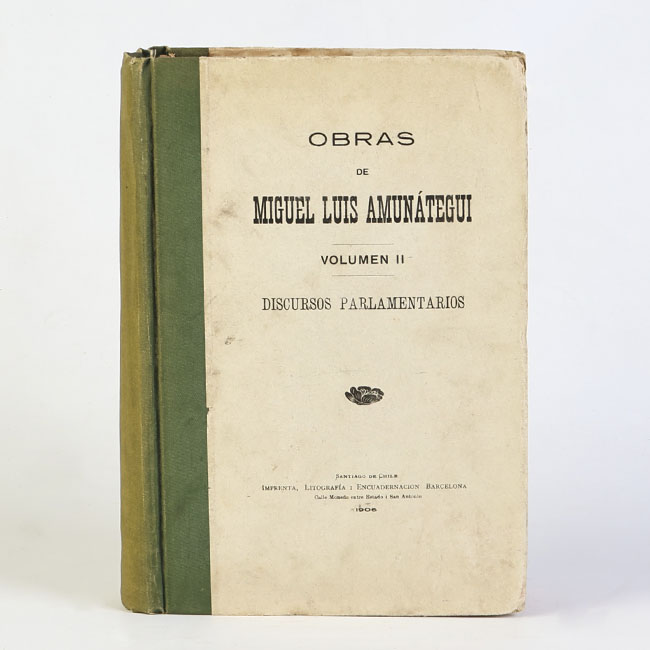 OBRAS
DE
MIGUEL LUIS AMUNÁTEGUI
VOLUMEN II
DISCURSOS PARLAMENTARIOS
SANTIAGO DE CHILE
IMPRENTA, LITOGRAFÍA I ENCUADERNACION BARCELONA
Calle Moneda entre Estado i San Antonio
1906